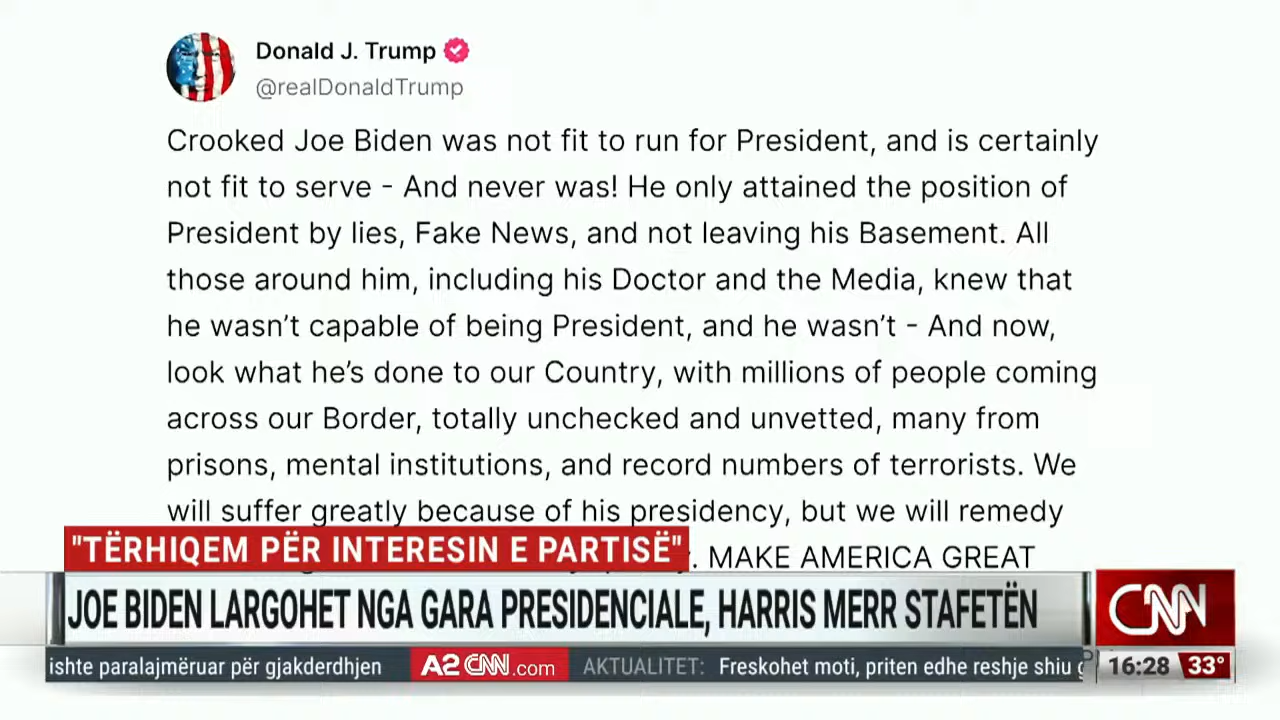 Donald J. Trump
@realDonaldTrump
Crooked Joe Biden was not fit to run for President, and is certainly
not fit to serve - And never was! He only attained the position of
President by lies, Fake News, and not leaving his Basement. All
those around him, including his Doctor and the Media, knew that
he wasn't capable of being President, and he wasn't - And now,
look what he's done to our Country, with millions of people coming
across our Border, totally unchecked and unvetted, many from
prisons, mental institutions, and record numbers of terrorists. We
will suffer greatly because of his presidency, but we will remedy
. MAKE AMERICA GREAT
"TËRHIQEM PËR INTERESIN E PARTISË"
JOE BIDEN LARGOHET NGA GARA PRESIDENCIALE, HARRIS MERR STAFETËN
CNN
ishte paralajmëruar për gjakderdhjen A2 CNN.com AKTUALITET: Freskohet moti, priten edhe reshje shiu
16:28 33°